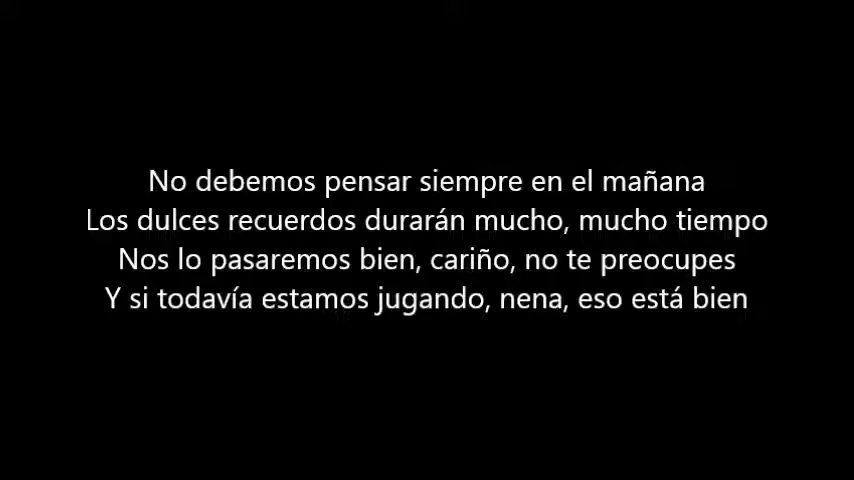 No debemos pensar siempre en el mañana
Los dulces recuerdos durarán mucho, mucho tiempo
Nos lo pasaremos bien, cariño, no te preocupes
Y si todavía estamos jugando, nena, eso está bien